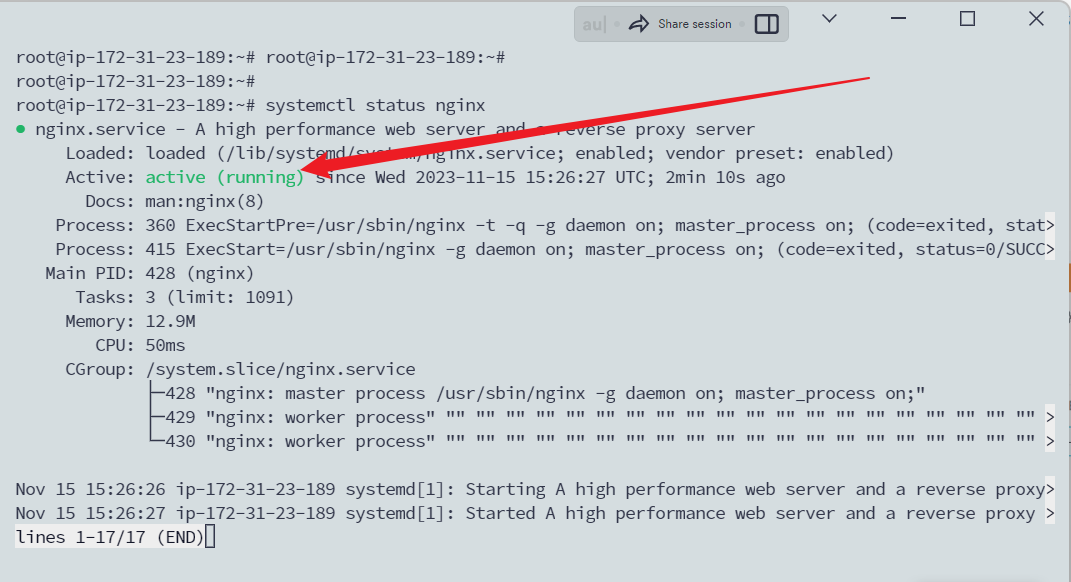 au| Share session
root@ip-172-31-23-189:~# root@ip-172-31-23-189:~#
root@ip-172-31-23-189:~#
root@ip-172-31-23-189:~# systemctl status nginx
● nginx.service - A high performance web server and a reverse proxy server
Loaded: loaded (/lib/systemd/system/nginx.service; enabled; vendor preset: enabled)
Active: active (running) since Wed 2023-11-15 15:26:27 UTC; 2min 10s ago
Docs: man:nginx(8)
Process: 360 ExecStartPre=/usr/sbin/nginx -t -q -g daemon on; master_process on; (code=exited, stat>
Process: 415 ExecStart=/usr/sbin/nginx -g daemon on; master_process on; (code=exited, status=0/SUCC>
Main PID: 428 (nginx)
Tasks: 3 (limit: 1091)
Memory: 12.9M
CPU: 50ms
CGroup: /system.slice/nginx.service
├─428 "nginx: master process /usr/sbin/nginx -g daemon on; master_process on;"
├─429 "nginx: worker process" "" "" "" "" "" "" "" "" "" "" "" "" "" "" "" "" "" "" "" "" >
└─430 "nginx: worker process" "" "" "" "" "" "" "" "" "" "" "" "" "" "" "" "" "" "" "" "" >
Nov 15 15:26:26 ip-172-31-23-189 systemd[1]: Starting A high performance web server and a reverse proxy>
Nov 15 15:26:27 ip-172-31-23-189 systemd[1]: Started A high performance web server and a reverse proxy >
lines 1-17/17 (END)